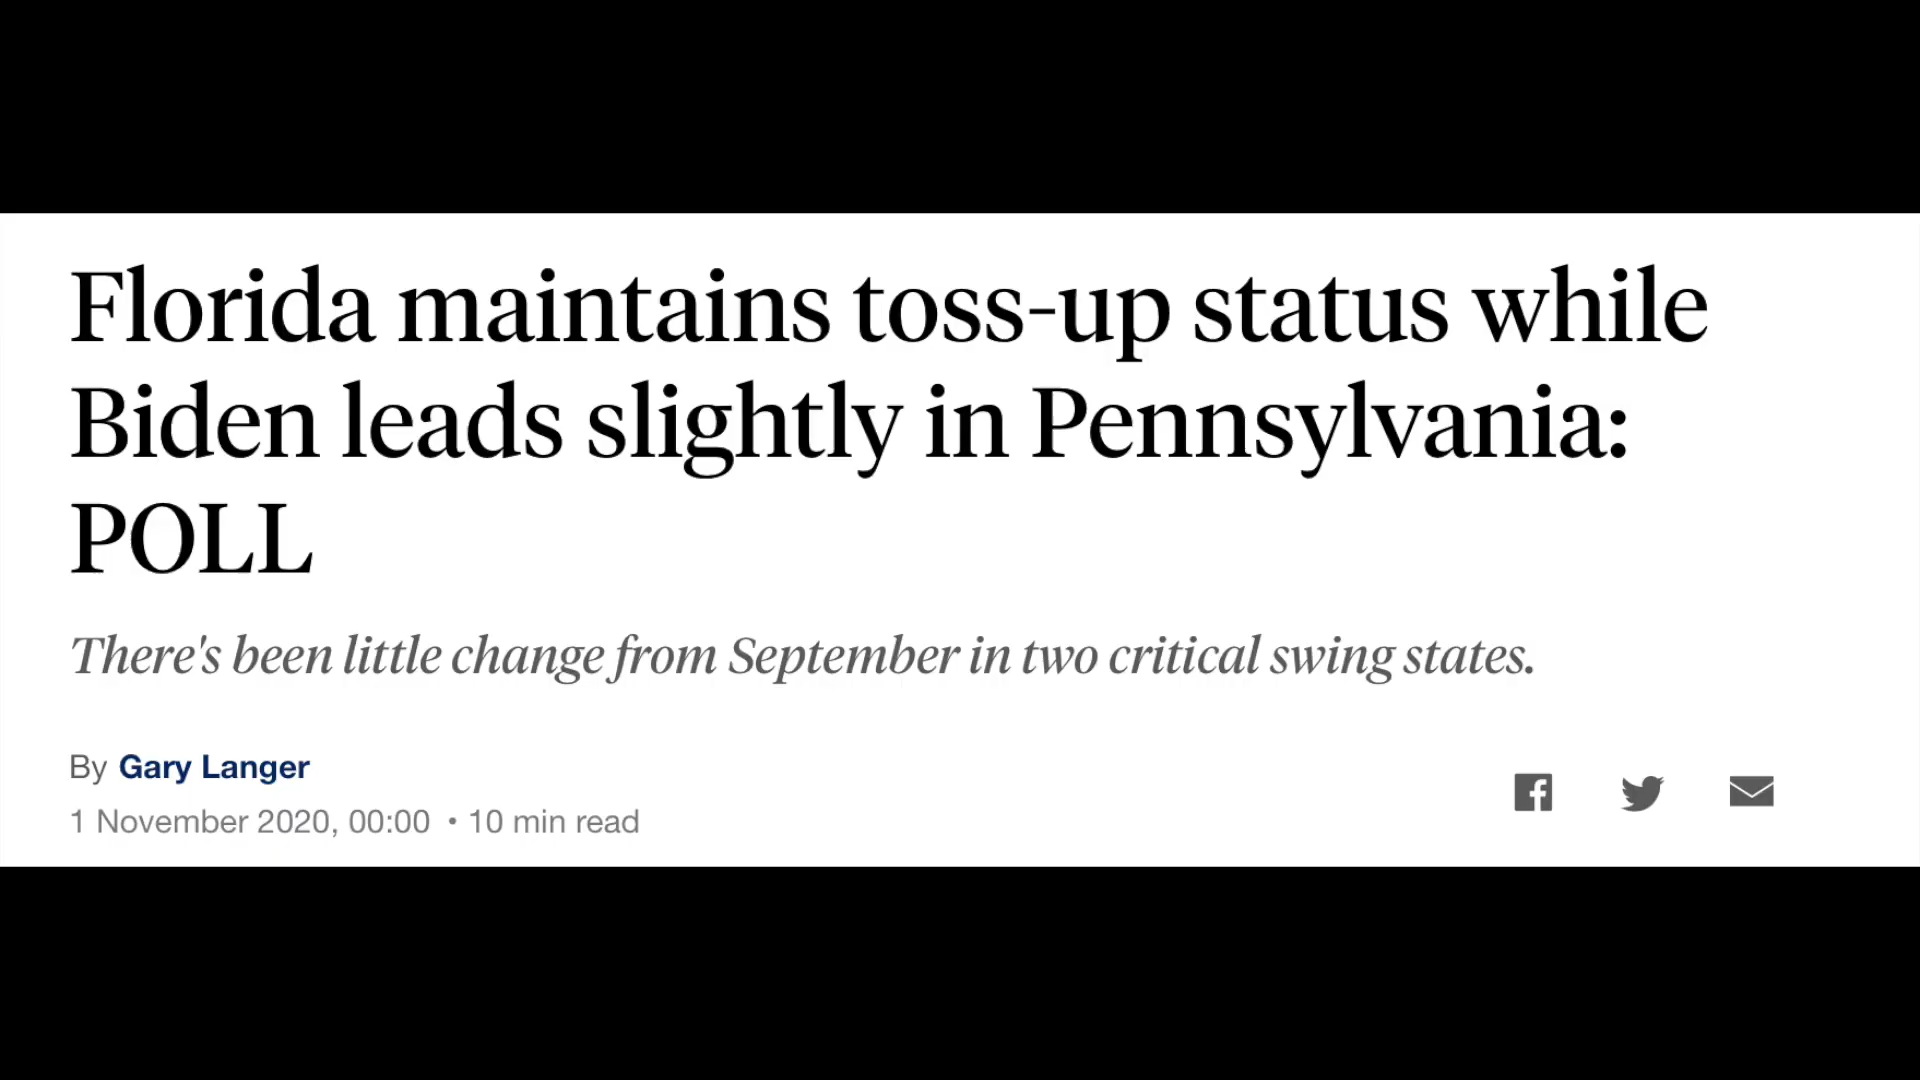 Florida maintains toss-up status while
Biden leads slightly in Pennsylvania:
POLL
There's been little change from September in two critical swing states.
By Gary Langer
1 November 2020, 00:00 • 10 min read